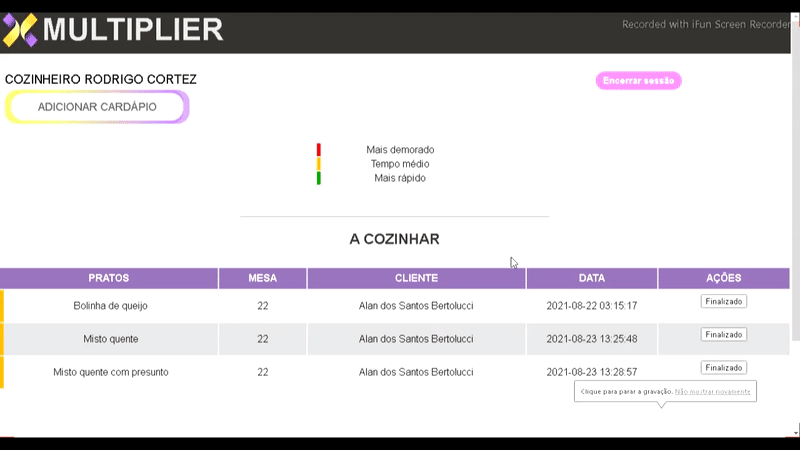 MULTIPLIER
Recorded with iFun Screen Recorder
COZINHEIRO RODRIGO CORTEZ
Encerrar sessão
ADICIONAR CARDÁPIO
Mais demorado
Tempo médio
Mais rápido
A COZINHAR
PRATOS MESA CLIENTE DATA AÇÕES
Bolinha de queijo 22 Alan dos Santos Bertolucci 2021-08-22 03:15:17 Finalizado
Misto quente 22 Alan dos Santos Bertolucci 2021-08-23 13:25:48 Finalizado
Misto quente com presunto 22 Alan dos Santos Bertolucci 2021-08-23 13:28:57 Finalizado
Clique para parar a gravação. Não mostrar novamente